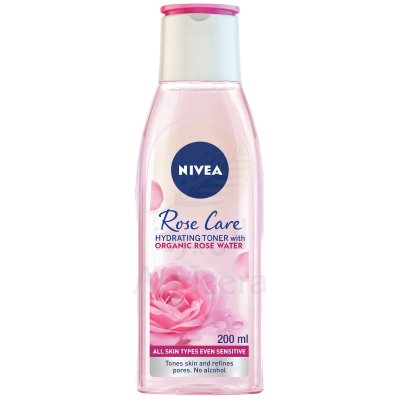 NIVEA
Rose Care
HYDRATING TONER with
ORGANIC ROSE WATER
200 ml
ALL SKIN TYPES EVEN SENSITIVE
Tones skin and refines
pores. No alcohol